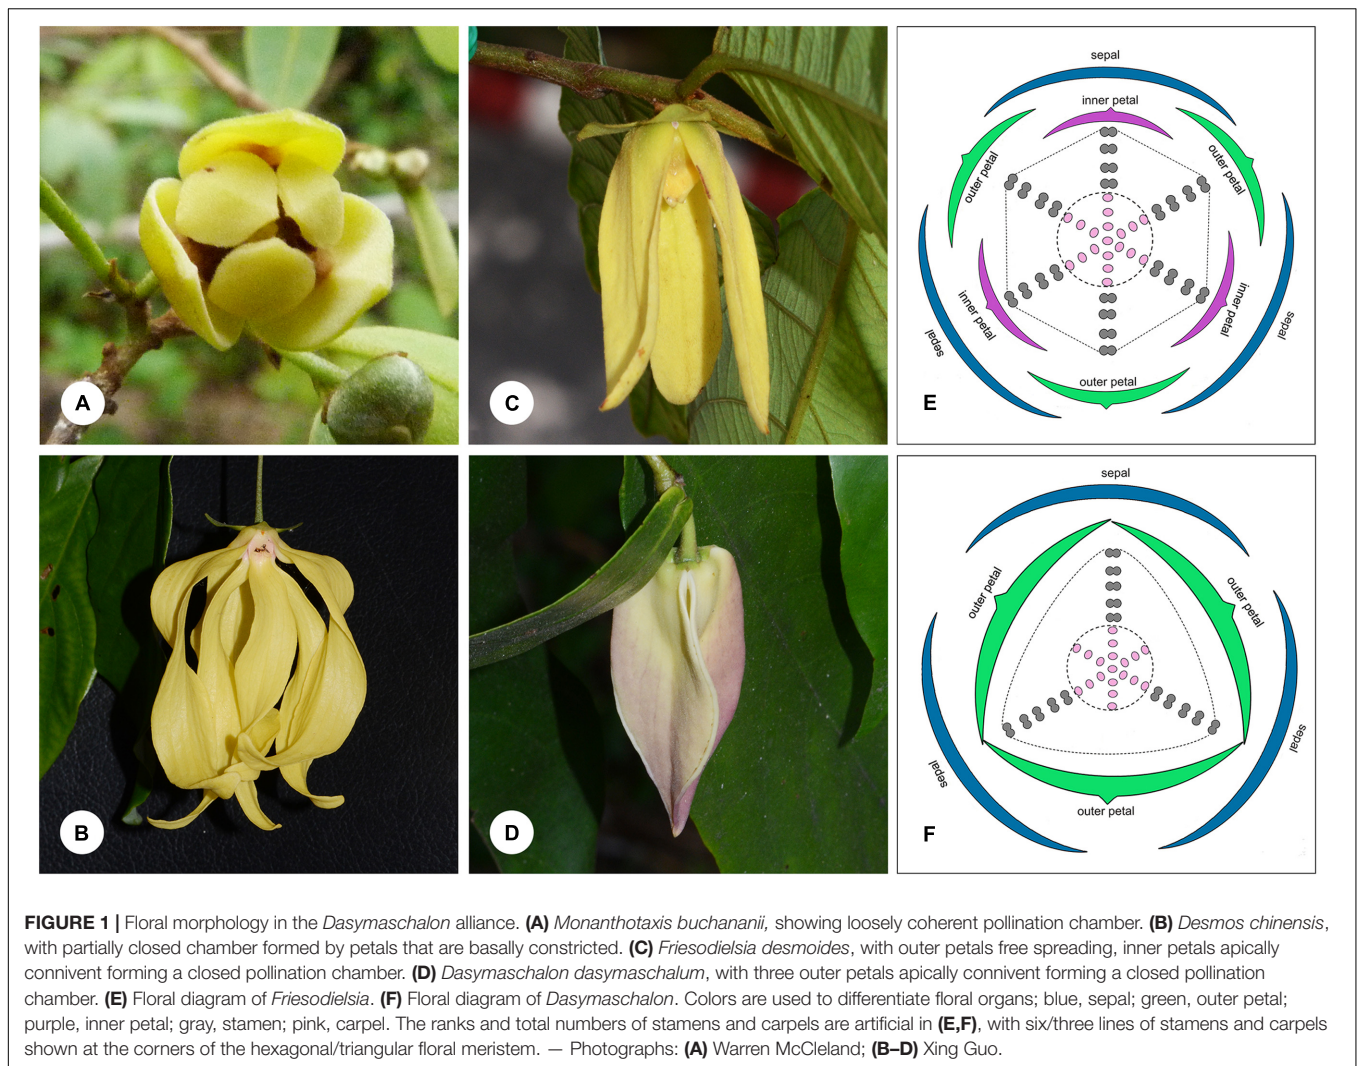 A
C
sepal
inner petal
outer petal
outer petal
inner petal
inner petal
sepal
sepal
outer petal
E
B
D
sepal
outer petal
outer petal
sepal
sepal
outer petal
F
FIGURE 1 | Floral morphology in the Dasymaschalon alliance. (A) Monanthotaxis buchananii, showing loosely coherent pollination chamber. (B) Desmos chinensis,
with partially closed chamber formed by petals that are basally constricted. (C) Friesodielsia desmoides, with outer petals free spreading, inner petals apically
connivent forming a closed pollination chamber. (D) Dasymaschalon dasymaschalum, with three outer petals apically connivent forming a closed pollination
chamber. (E) Floral diagram of Friesodielsia. (F) Floral diagram of Dasymaschalon. Colors are used to differentiate floral organs; blue, sepal; green, outer petal;
purple, inner petal; gray, stamen; pink, carpel. The ranks and total numbers of stamens and carpels are artificial in (E,F), with six/three lines of stamens and carpels
shown at the corners of the hexagonal/triangular floral meristem. — Photographs: (A) Warren McCleland; (B–D) Xing Guo.